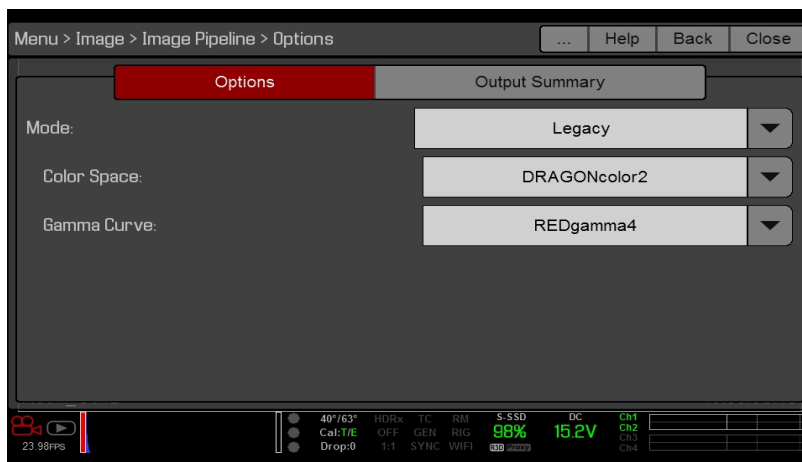 Menu > Image > Image Pipeline > Options ... Help Back Close
Options Output Summary
Mode: Legacy
Color Space: DRAGONcolor2
Gamma Curve: REDgamma4
40°/63° HDRx TC RM S-SSD DC Ch1
Cal:T/E OFF GEN RIG 98% 15.2V Ch2
Drop:0 1:1 SYNC WIFI R3D Proxy Ch3
23.98FPS Ch4